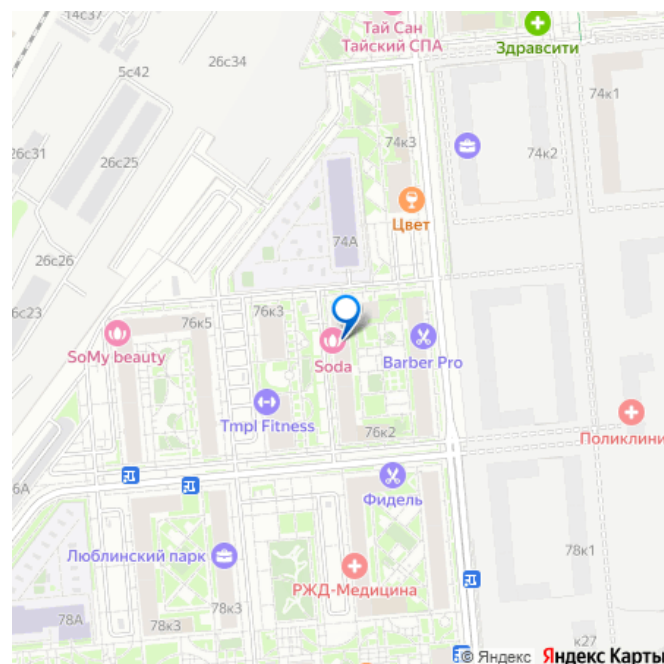 14с37
Тай Сан
Тайский СПА
Здравсити
26с34
5с42
74к1
26с31
26с25
74к3
74к2
Цвет
74А
26с26
26с23
76к3
76к5
SoMy beauty
Soda
Barber Pro
Tmpl Fitness
76к2
Поликлини
6А
Фидель
Люблинский парк
78к1
РЖД-Медицина
78А
78к3
78к3
к27
© Яндекс Яндекс Карты